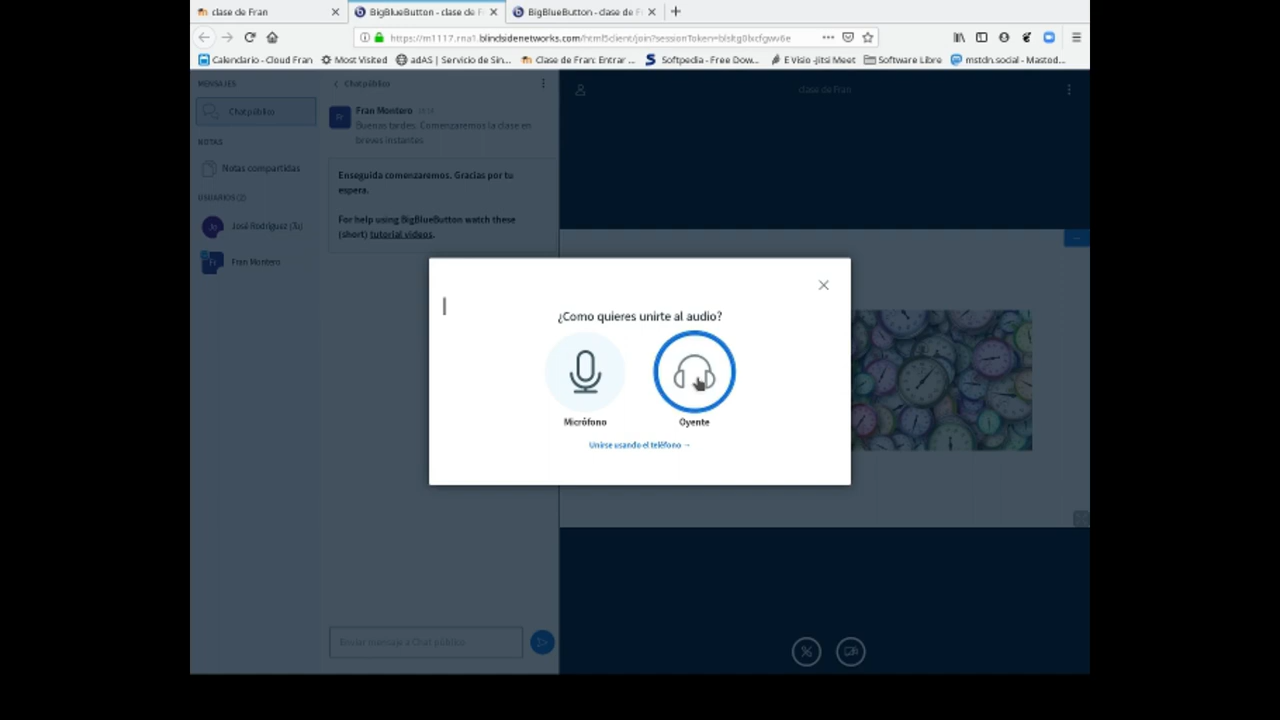 clase de Fran
BigBlueButton - clase de F
BigBlueButton - clase de F
https://m1117.rna1.blindsidenetworks.com/html5client/join?sessionToken=
Calendario - Cloud Fran
Most Visited
adAS | Servicio de Sin...
Clase de Fran: Entrar ...
Softpedia - Free Dow...
E Visio -Jitsi Meet
Software Libre
mstdn.social - Mastod...
MENSAJES
Chat público
NOTAS
Notas compartidas
USUARIOS (2)
Jo
José Rodríguez (Tú)
Fr
Fran Montero
Chat público
Fr
Fran Montero
Buenas tardes. Comenzaremos la clase en
breves instantes
Enseguida comenzaremos. Gracias por tu
espera.
For help using BigBlueButton watch these
(short) tutorial videos.
Enviar mensaje a Chat público
clase de Fran
¿Como quieres unirte al audio?
Micrófono
Oyente
Unirse usando el teléfono →